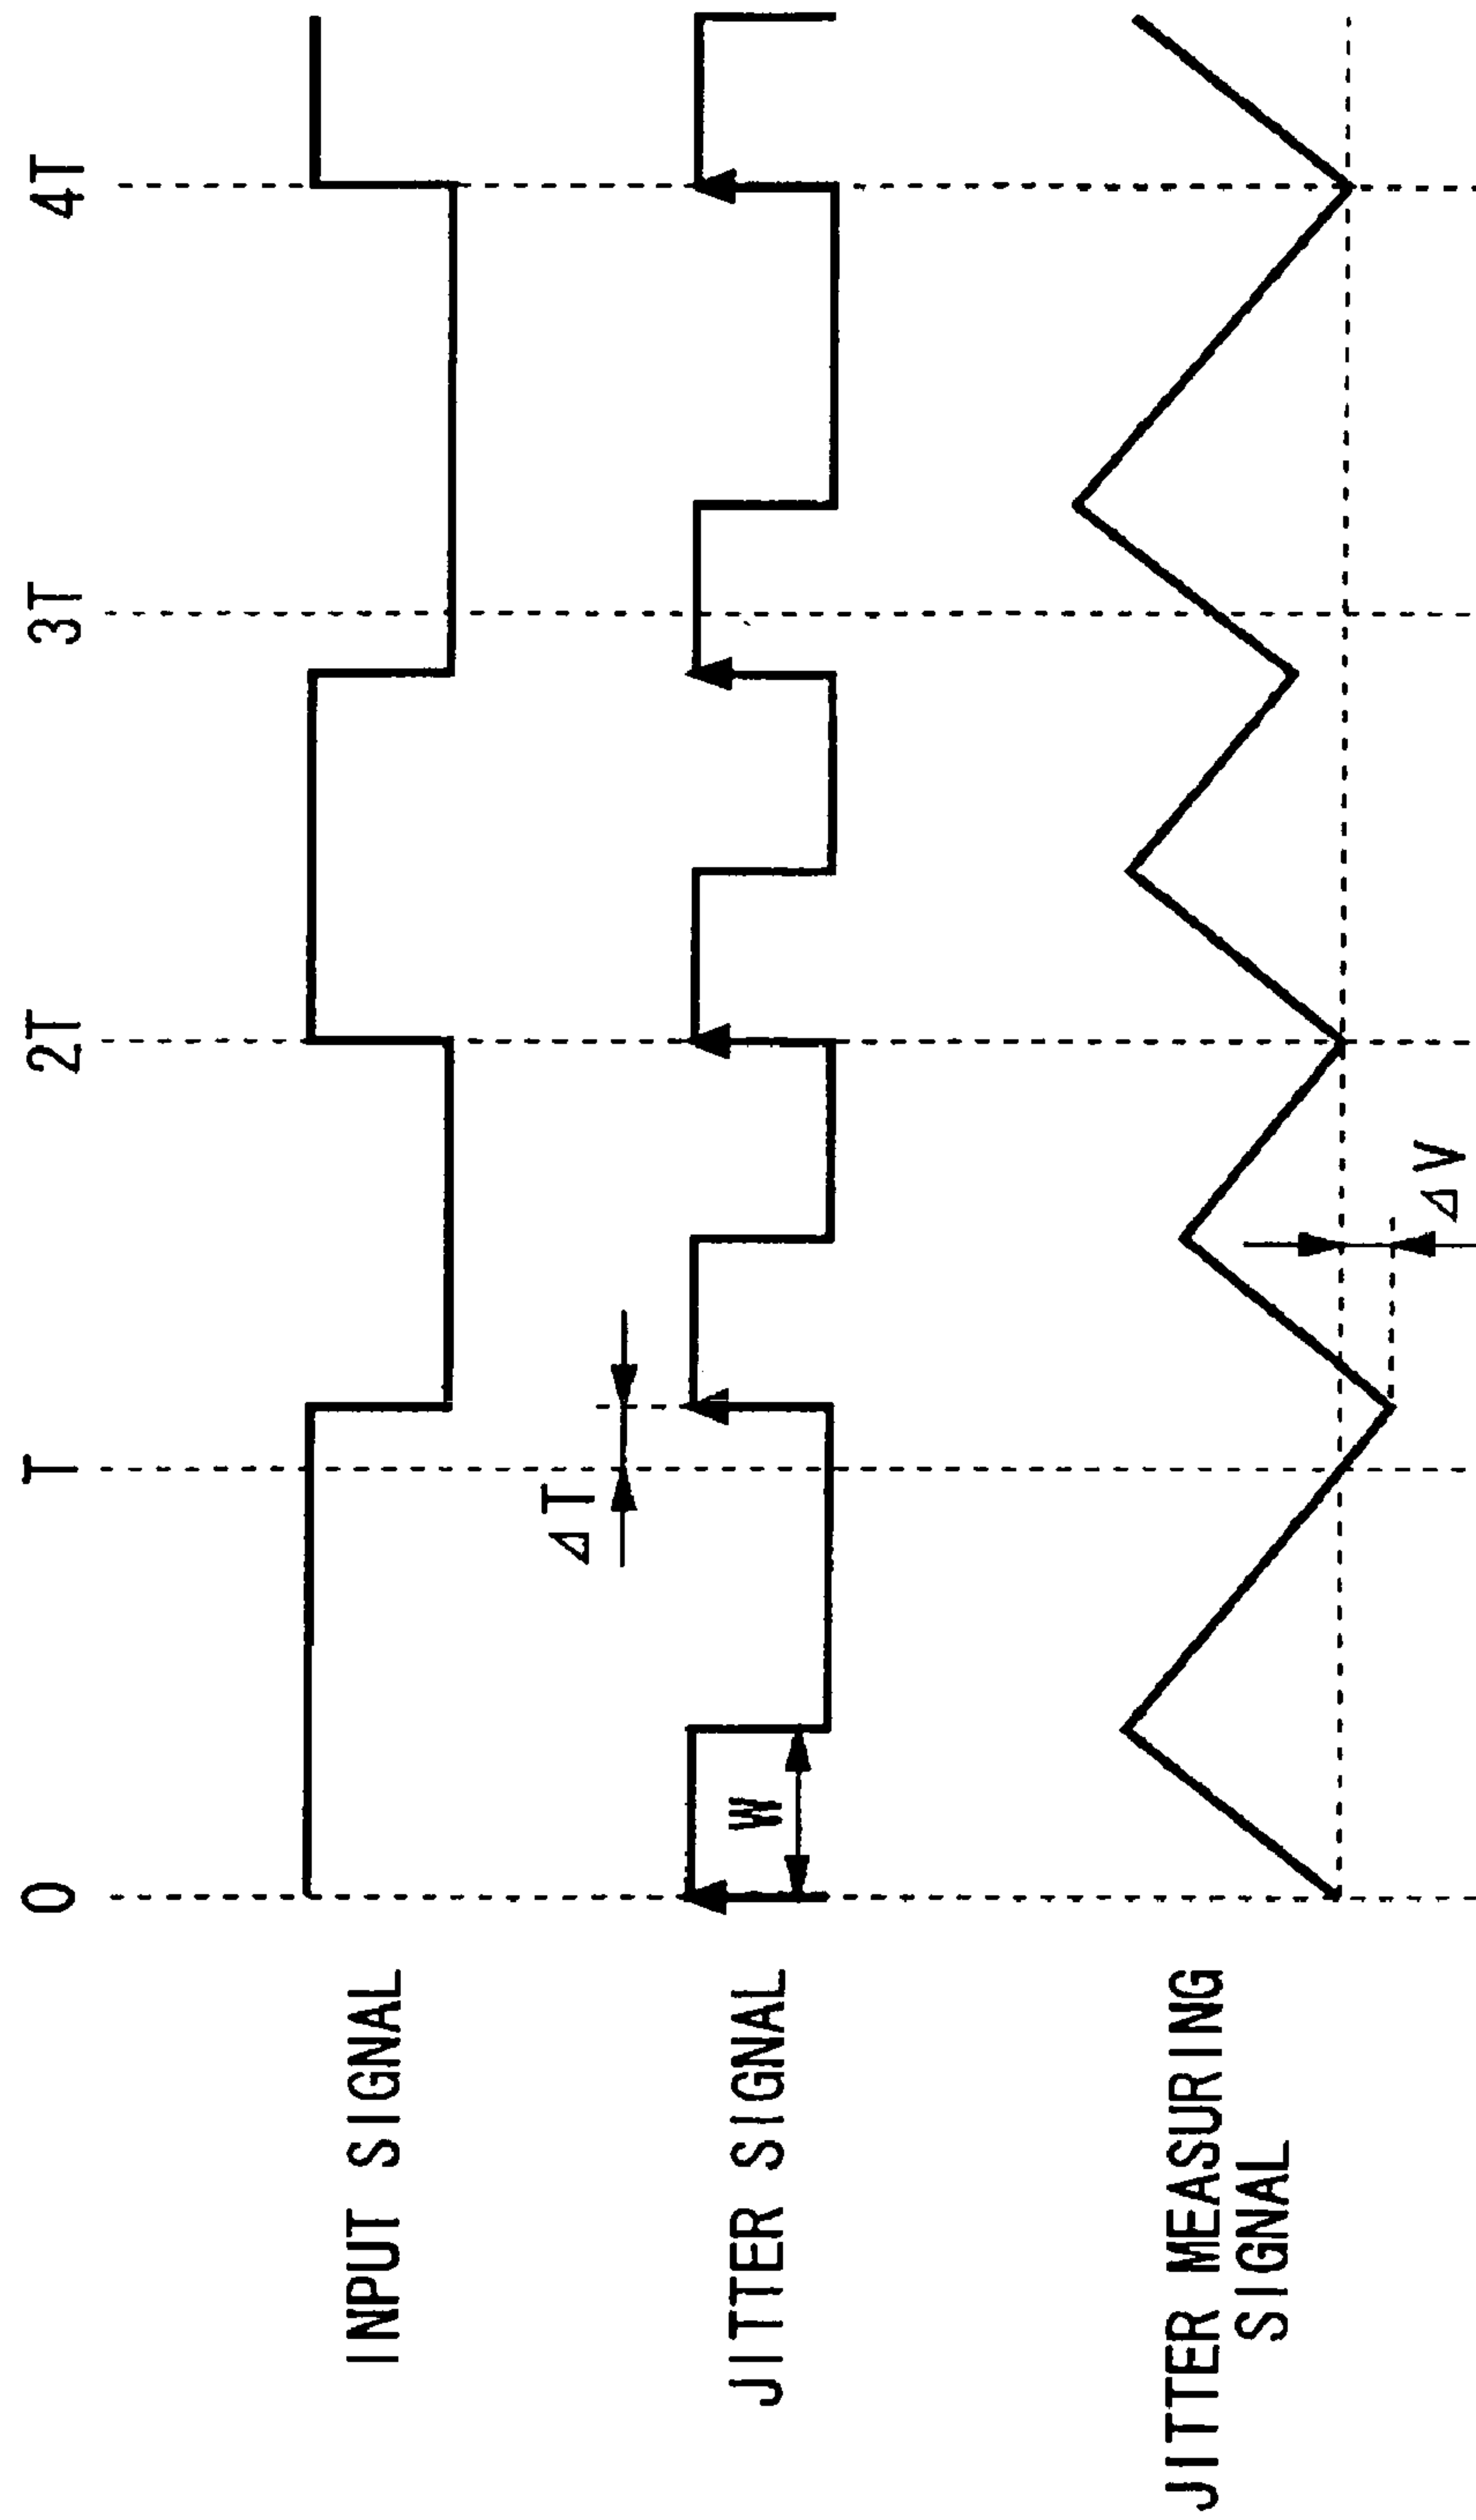 0 T 2T 3T 4T
INPUT SIGNAL
ΔT
JITTER SIGNAL
W
JITTER MEASURING
SIGNAL
ΔV